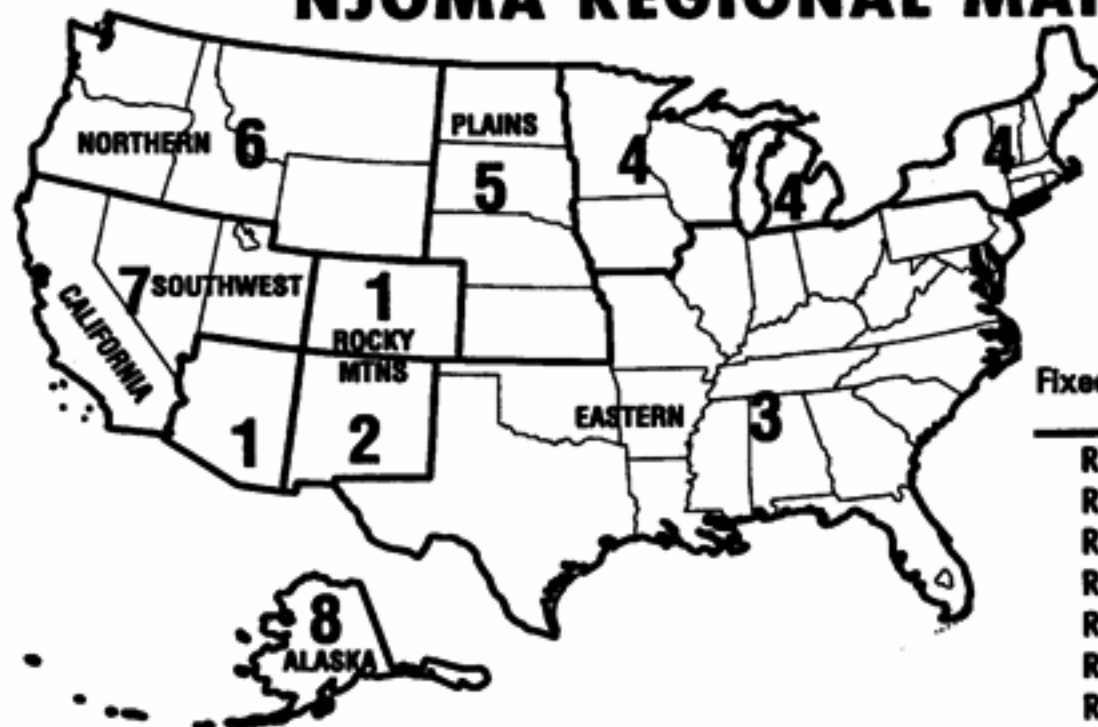 NJOMA REGIONAL MAP
NORTHERN
6
PLAINS
5
4
4
4
7
SOUTHWEST
CALIFORNIA
1
ROCKY
MTNS
1
2
EASTERN
3
8
ALASKA
Fixed
R
R
R
R
R
R
R